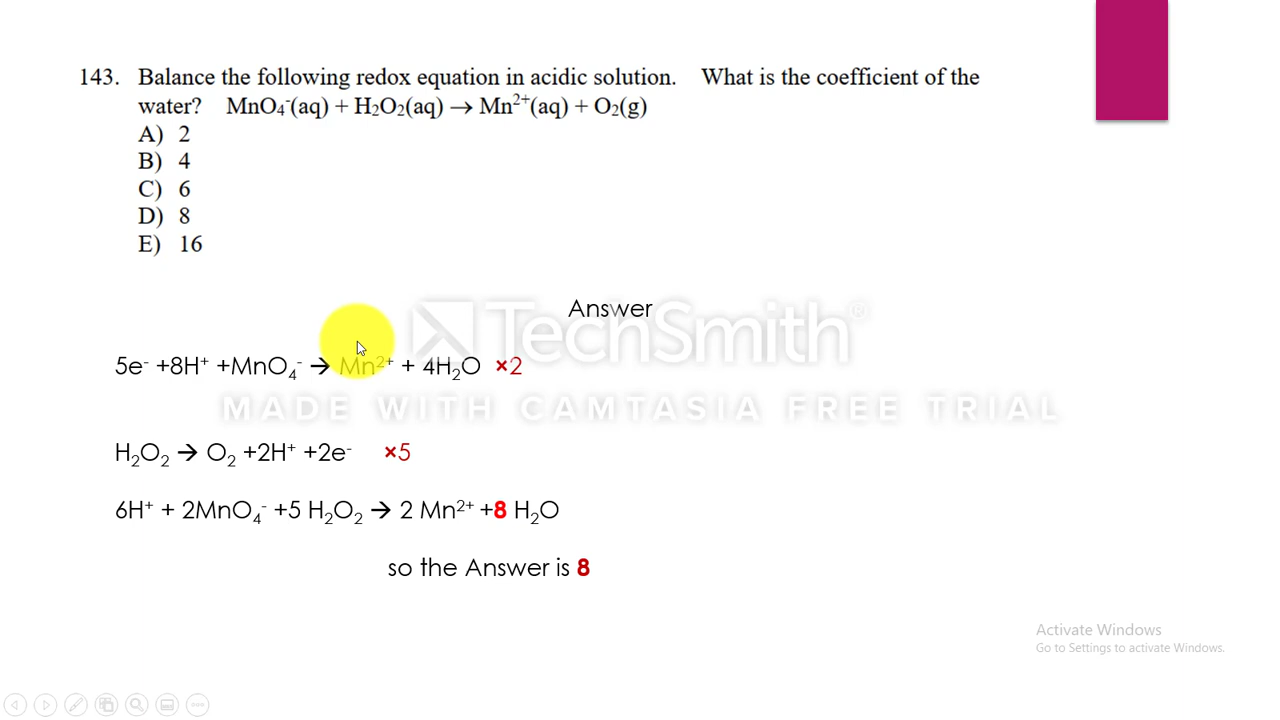 143. Balance the following redox equation in acidic solution. What is the coefficient of the
water? MnO₄⁻(aq) + H₂O₂(aq) → Mn²⁺(aq) + O₂(g)
A) 2
B) 4
C) 6
D) 8
E) 16
Answer
TechSmith®
5e⁻ +8H⁺ +MnO₄⁻ → Mn²⁺ + 4H₂O ×2
MADE WITH CAMTASIA FREE TRIAL
H₂O₂ → O₂ +2H⁺ +2e⁻ ×5
6H⁺ + 2MnO₄⁻ +5 H₂O₂ → 2 Mn²⁺ +8 H₂O
so the Answer is 8
Activate Windows
Go to Settings to activate Windows.